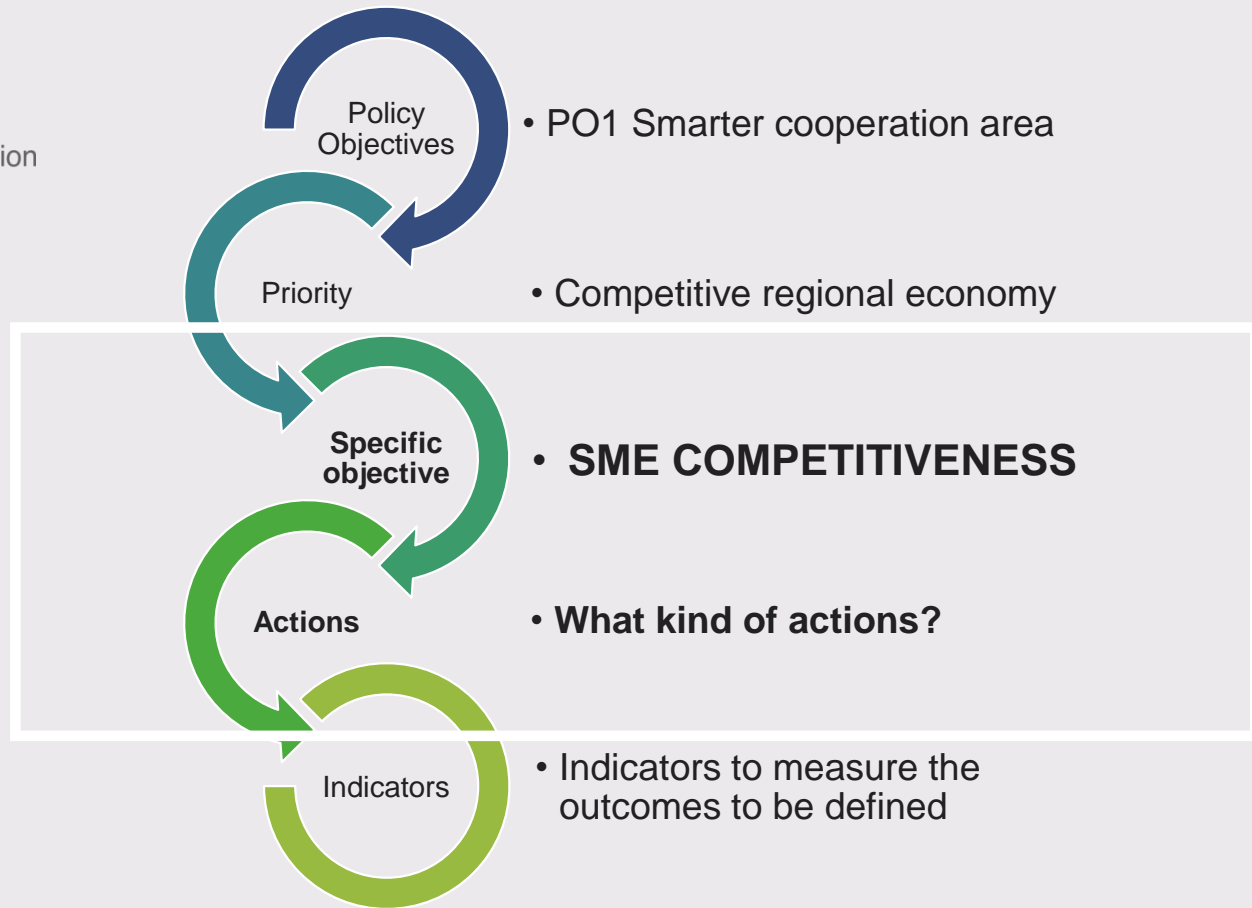 Policy
Objectives
• PO1 Smarter cooperation area
ion
Priority
• Competitive regional economy
Specific
objective
• SME COMPETITIVENESS
Actions
• What kind of actions?
Indicators
• Indicators to measure the
outcomes to be defined